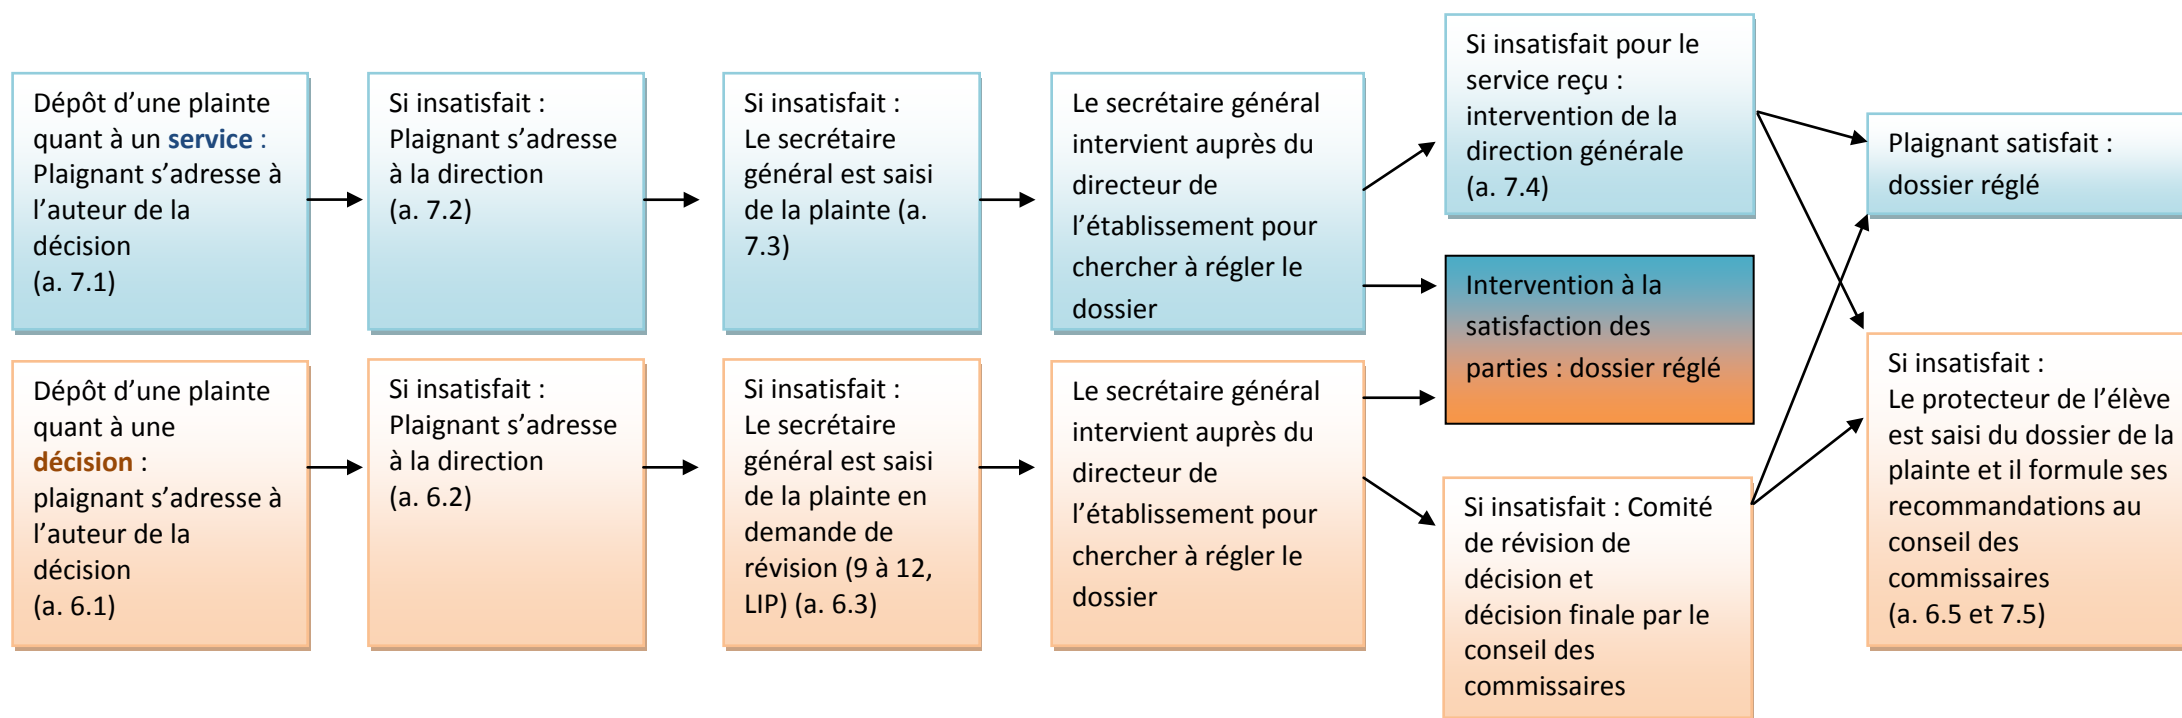 Dépôt d’une plainte
quant à un service :
Plaignant s’adresse à
l’auteur de la
décision
(a. 7.1)
Si insatisfait :
Plaignant s’adresse
à la direction
(a. 7.2)
Si insatisfait :
Le secrétaire
général est saisi
de la plainte (a.
7.3)
Le secrétaire général
intervient auprès du
directeur de
l’établissement pour
chercher à régler le
dossier
Si insatisfait pour le
service reçu :
intervention de la
direction générale
(a. 7.4)
Plaignant satisfait :
dossier réglé
Intervention à la
satisfaction des
parties : dossier réglé
Dépôt d’une plainte
quant à une
décision :
plaignant s’adresse à
l’auteur de la
décision
(a. 6.1)
Si insatisfait :
Plaignant s’adresse
à la direction
(a. 6.2)
Si insatisfait :
Le secrétaire
général est saisi
de la plainte en
demande de
révision (9 à 12,
LIP) (a. 6.3)
Le secrétaire général
intervient auprès du
directeur de
l’établissement pour
chercher à régler le
dossier
Si insatisfait : Comité
de révision de
décision et
décision finale par le
conseil des
commissaires
Si insatisfait :
Le protecteur de l’élève
est saisi du dossier de la
plainte et il formule ses
recommandations au
conseil des
commissaires
(a. 6.5 et 7.5)